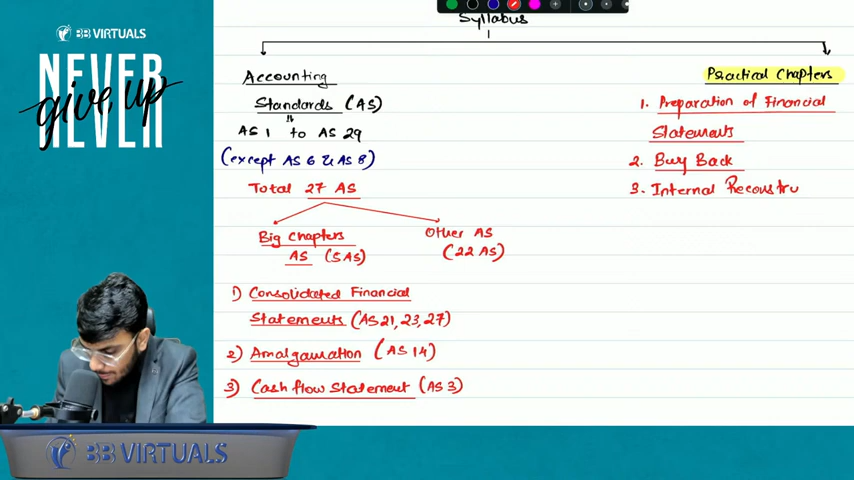 BB VIRTUALS
NEVER
give up
NEVER
Syllabus
Accounting
Standards (AS)
AS 1 to AS 29
(except AS 6 & AS 8)
Total 27 AS
Big Chapters
AS (5 AS)
Other AS
(22 AS)
1) Consolidated Financial
Statements (AS 21, 23, 27)
2) Amalgamation (AS 14)
3) Cash flow Statement (AS 3)
Practical Chapters
1. Preparation of Financial
Statements
2. Buy Back
3. Internal Reconstru
BB VIRTUALS